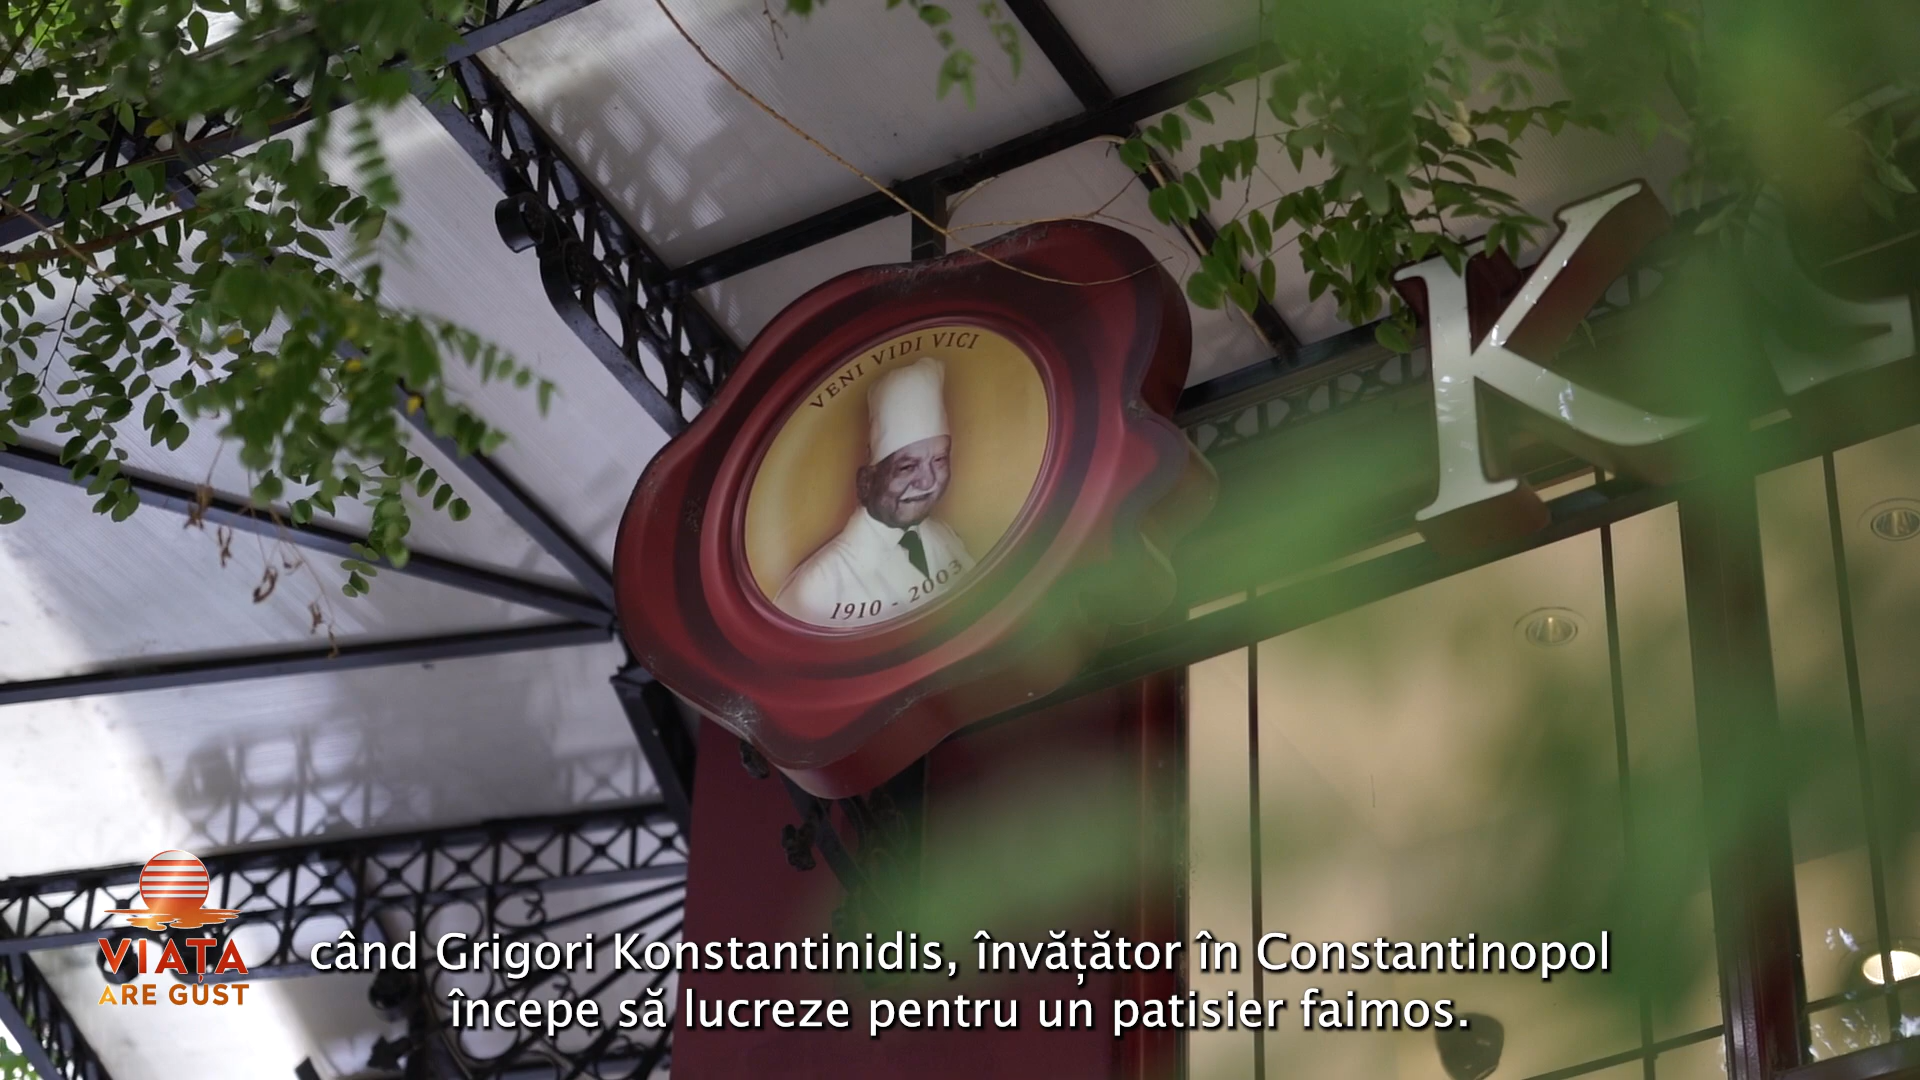 VENI VIDI VICI
1910 - 2003
K
VIAȚA
ARE GUST
când Grigori Konstantinidis, învățător în Constantinopol
începe să lucreze pentru un patisier faimos.